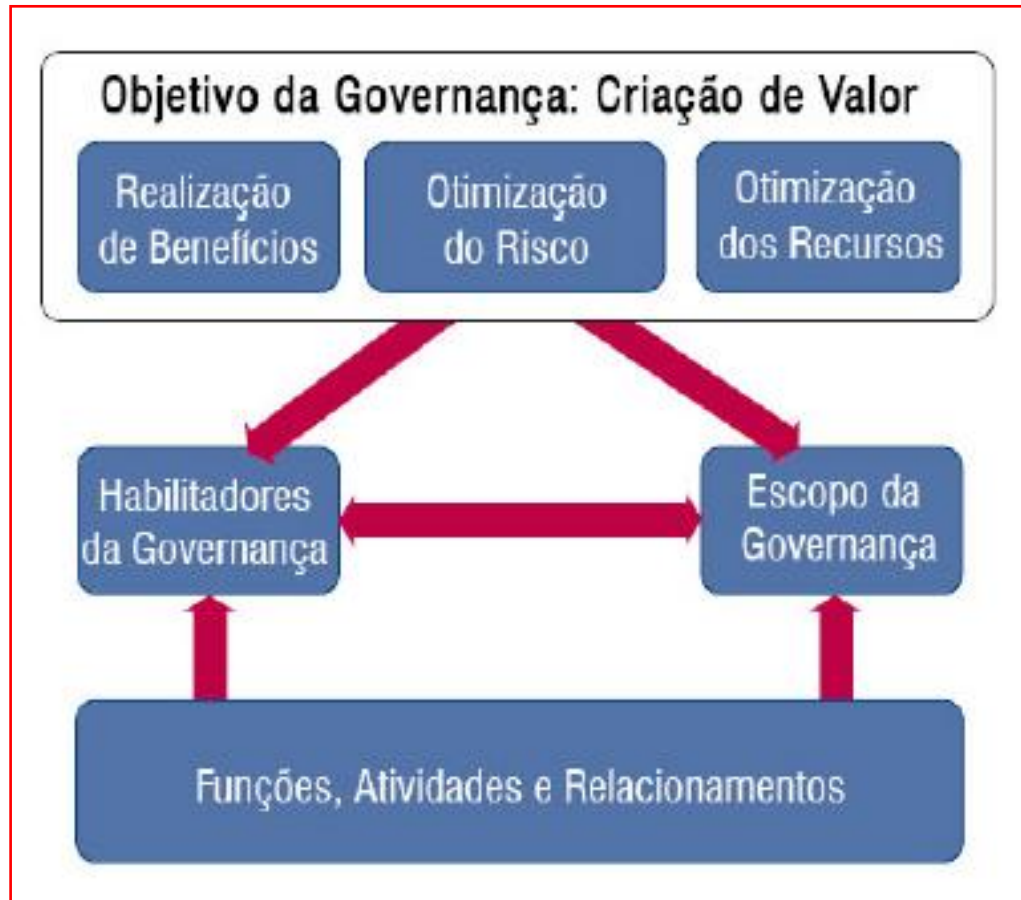 Objetivo da Governança: Criação de Valor
Realização
de Benefícios
Otimização
do Risco
Otimização
dos Recursos
Habilitadores
da Governança
Escopo da
Governança
Funções, Atividades e Relacionamentos